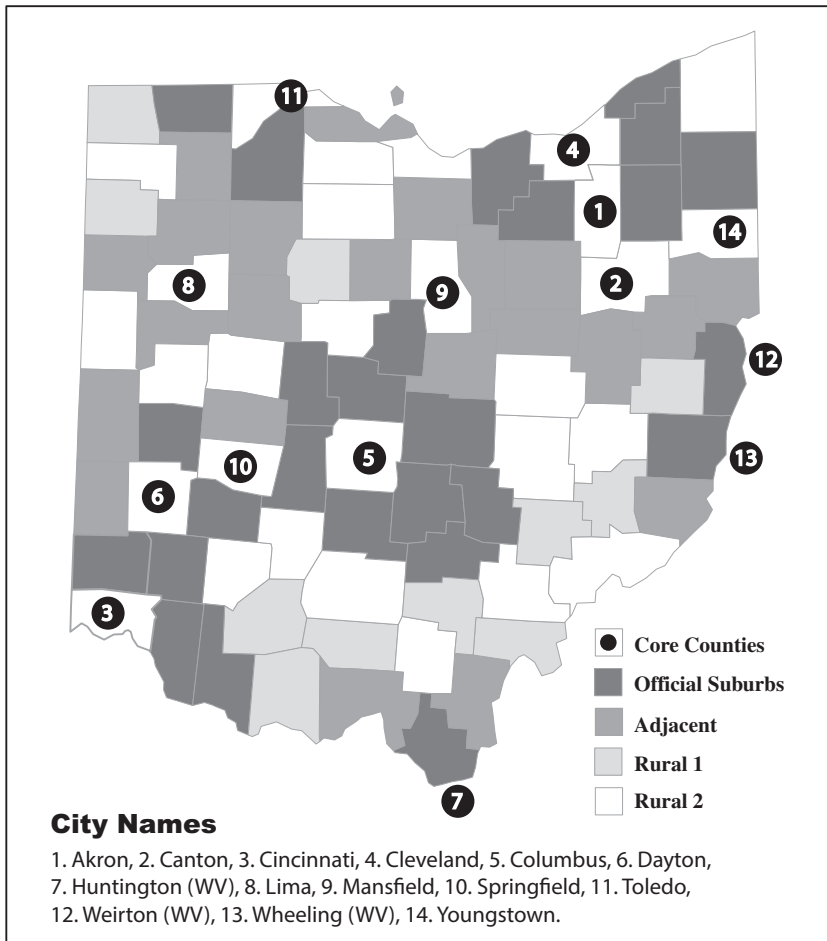 11
4
1
14
8
9
2
12
5
10
13
6
3
Core Counties
Official Suburbs
Adjacent
Rural 1
Rural 2
7
City Names
1. Akron, 2. Canton, 3. Cincinnati, 4. Cleveland, 5. Columbus, 6. Dayton,
7. Huntington (WV), 8. Lima, 9. Mansfield, 10. Springfield, 11. Toledo,
12. Weirton (WV), 13. Wheeling (WV), 14. Youngstown.